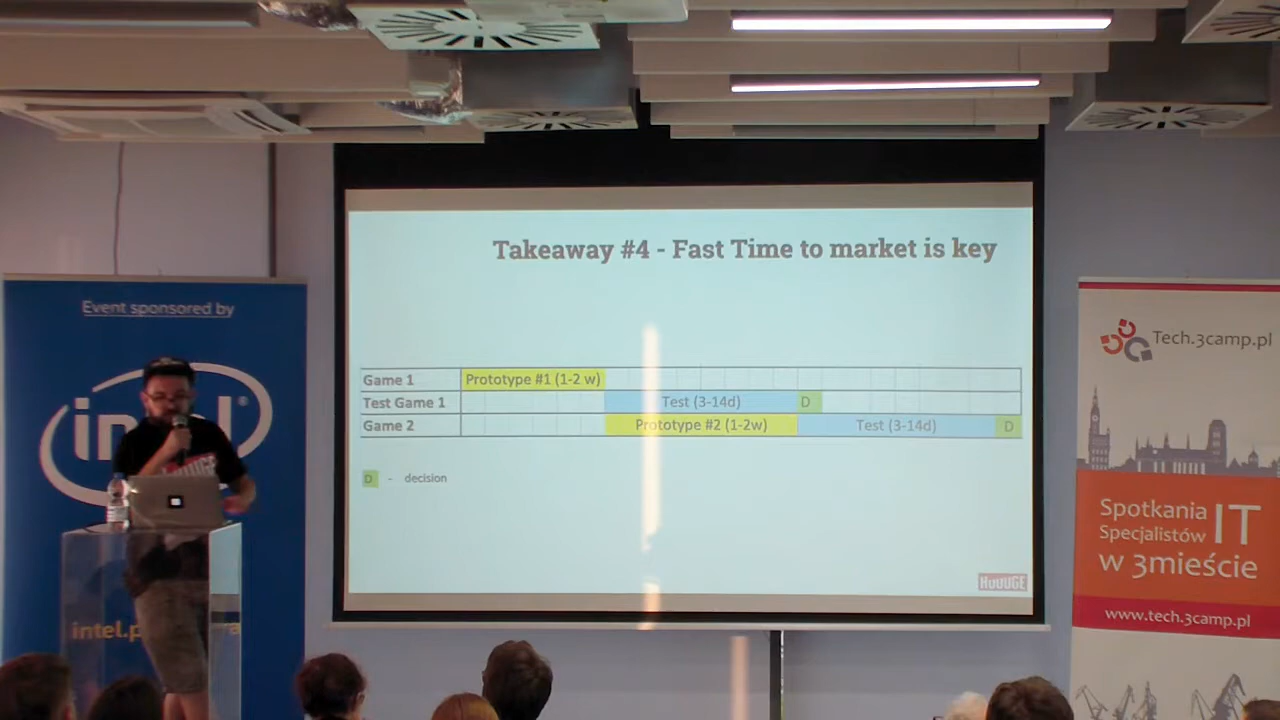 Event sponsored by
intel
Takeaway #4 - Fast Time to market is key
Game 1
Prototype #1 (1-2 w)
Test Game 1
Test (3-14d)
D
Game 2
Prototype #2 (1-2w)
Test (3-14d)
D
D - decision
HUUUGE
Tech.3camp.pl
Spotkania
Specjalistów IT
w 3mieście
www.tech.3camp.pl